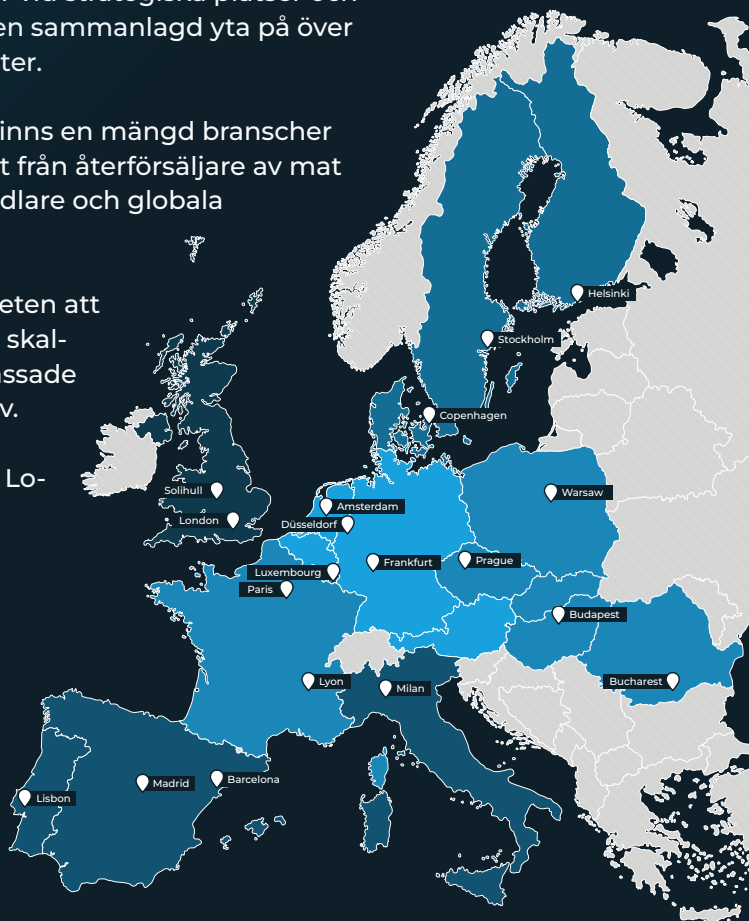 en sammanlagd yta på över
ter.
inns en mängd branscher
t från återförsäljare av mat
dlare och globala
eten att
skal-
assade
v.
Lo-
Helsinki
Stockholm
Copenhagen
Solihull
London
Amsterdam
Düsseldorf
Warsaw
Luxembourg
Frankfurt
Prague
Paris
Budapest
Lyon
Milan
Bucharest
Lisbon
Madrid
Barcelona